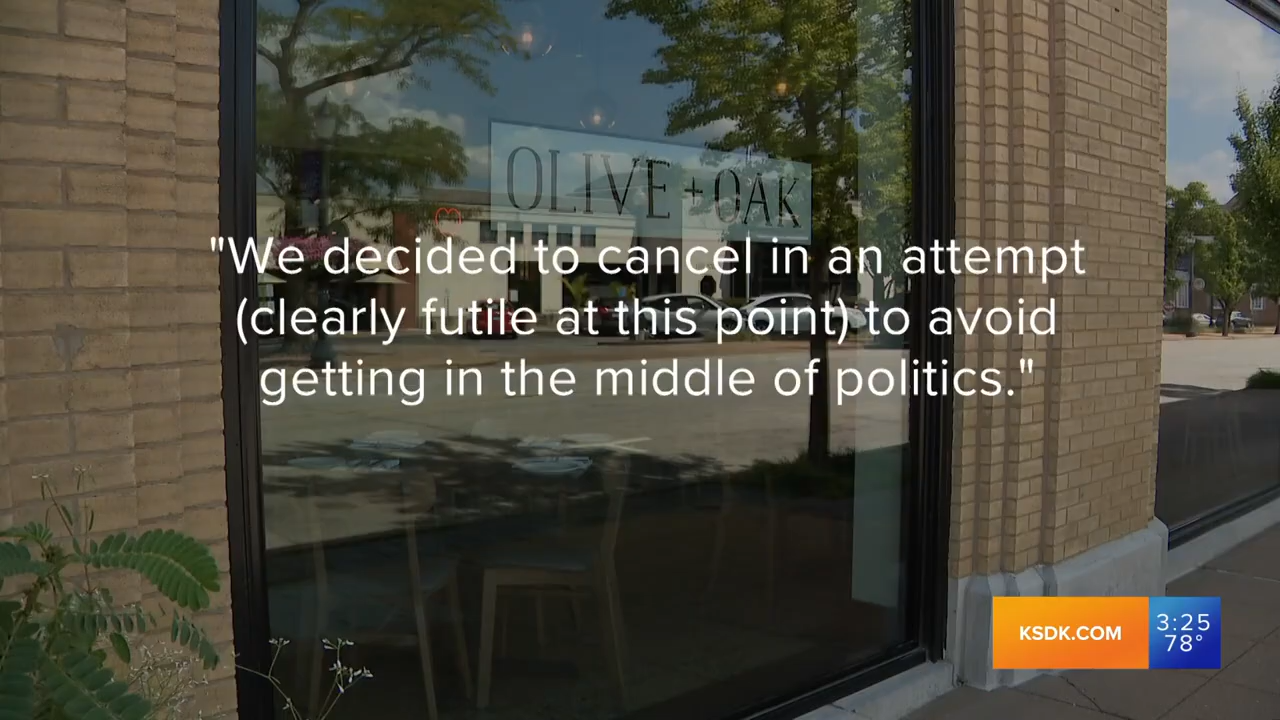 OLIVE + OAK
"We decided to cancel in an attempt
(clearly futile at this point) to avoid
getting in the middle of politics."
KSDK.COM
3:25
78°